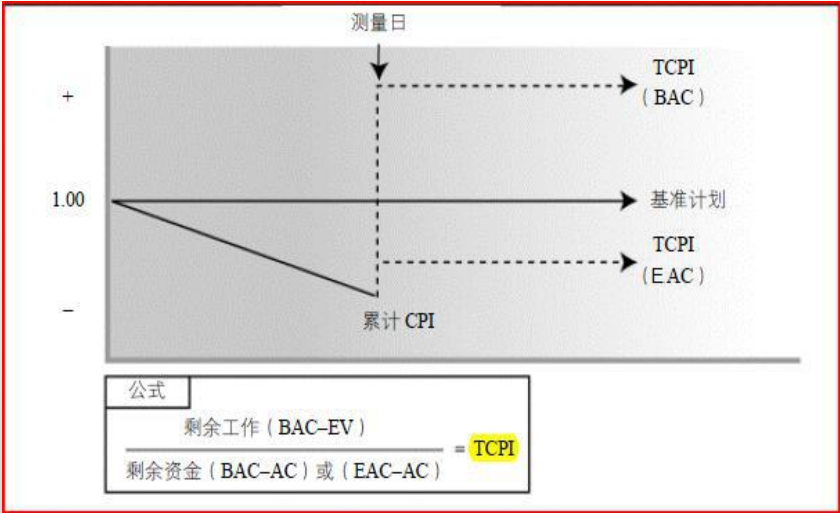 测量日
TCPI
（BAC）
+
1.00
基准计划
TCPI
（EAC）
–
累计 CPI
公式
剩余工作（BAC–EV）
= TCPI
剩余资金（BAC–AC）或（EAC–AC）